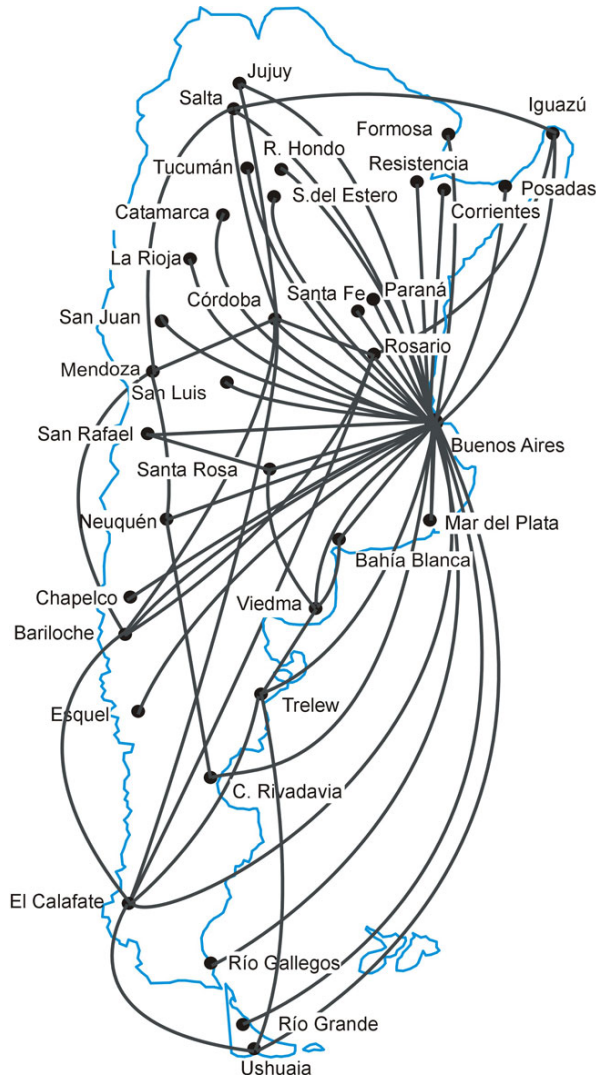 Jujuy
Salta
Iguazú
Formosa
R. Hondo
Tucumán
Resistencia
Posadas
S.del Estero
Corrientes
Catamarca
La Rioja
Córdoba
Santa Fe
Paraná
San Juan
Rosario
Mendoza
San Luis
San Rafael
Buenos Aires
Santa Rosa
Neuquén
Mar del Plata
Bahía Blanca
Chapelco
Viedma
Bariloche
Trelew
Esquel
C. Rivadavia
El Calafate
Río Gallegos
Río Grande
Ushuaia